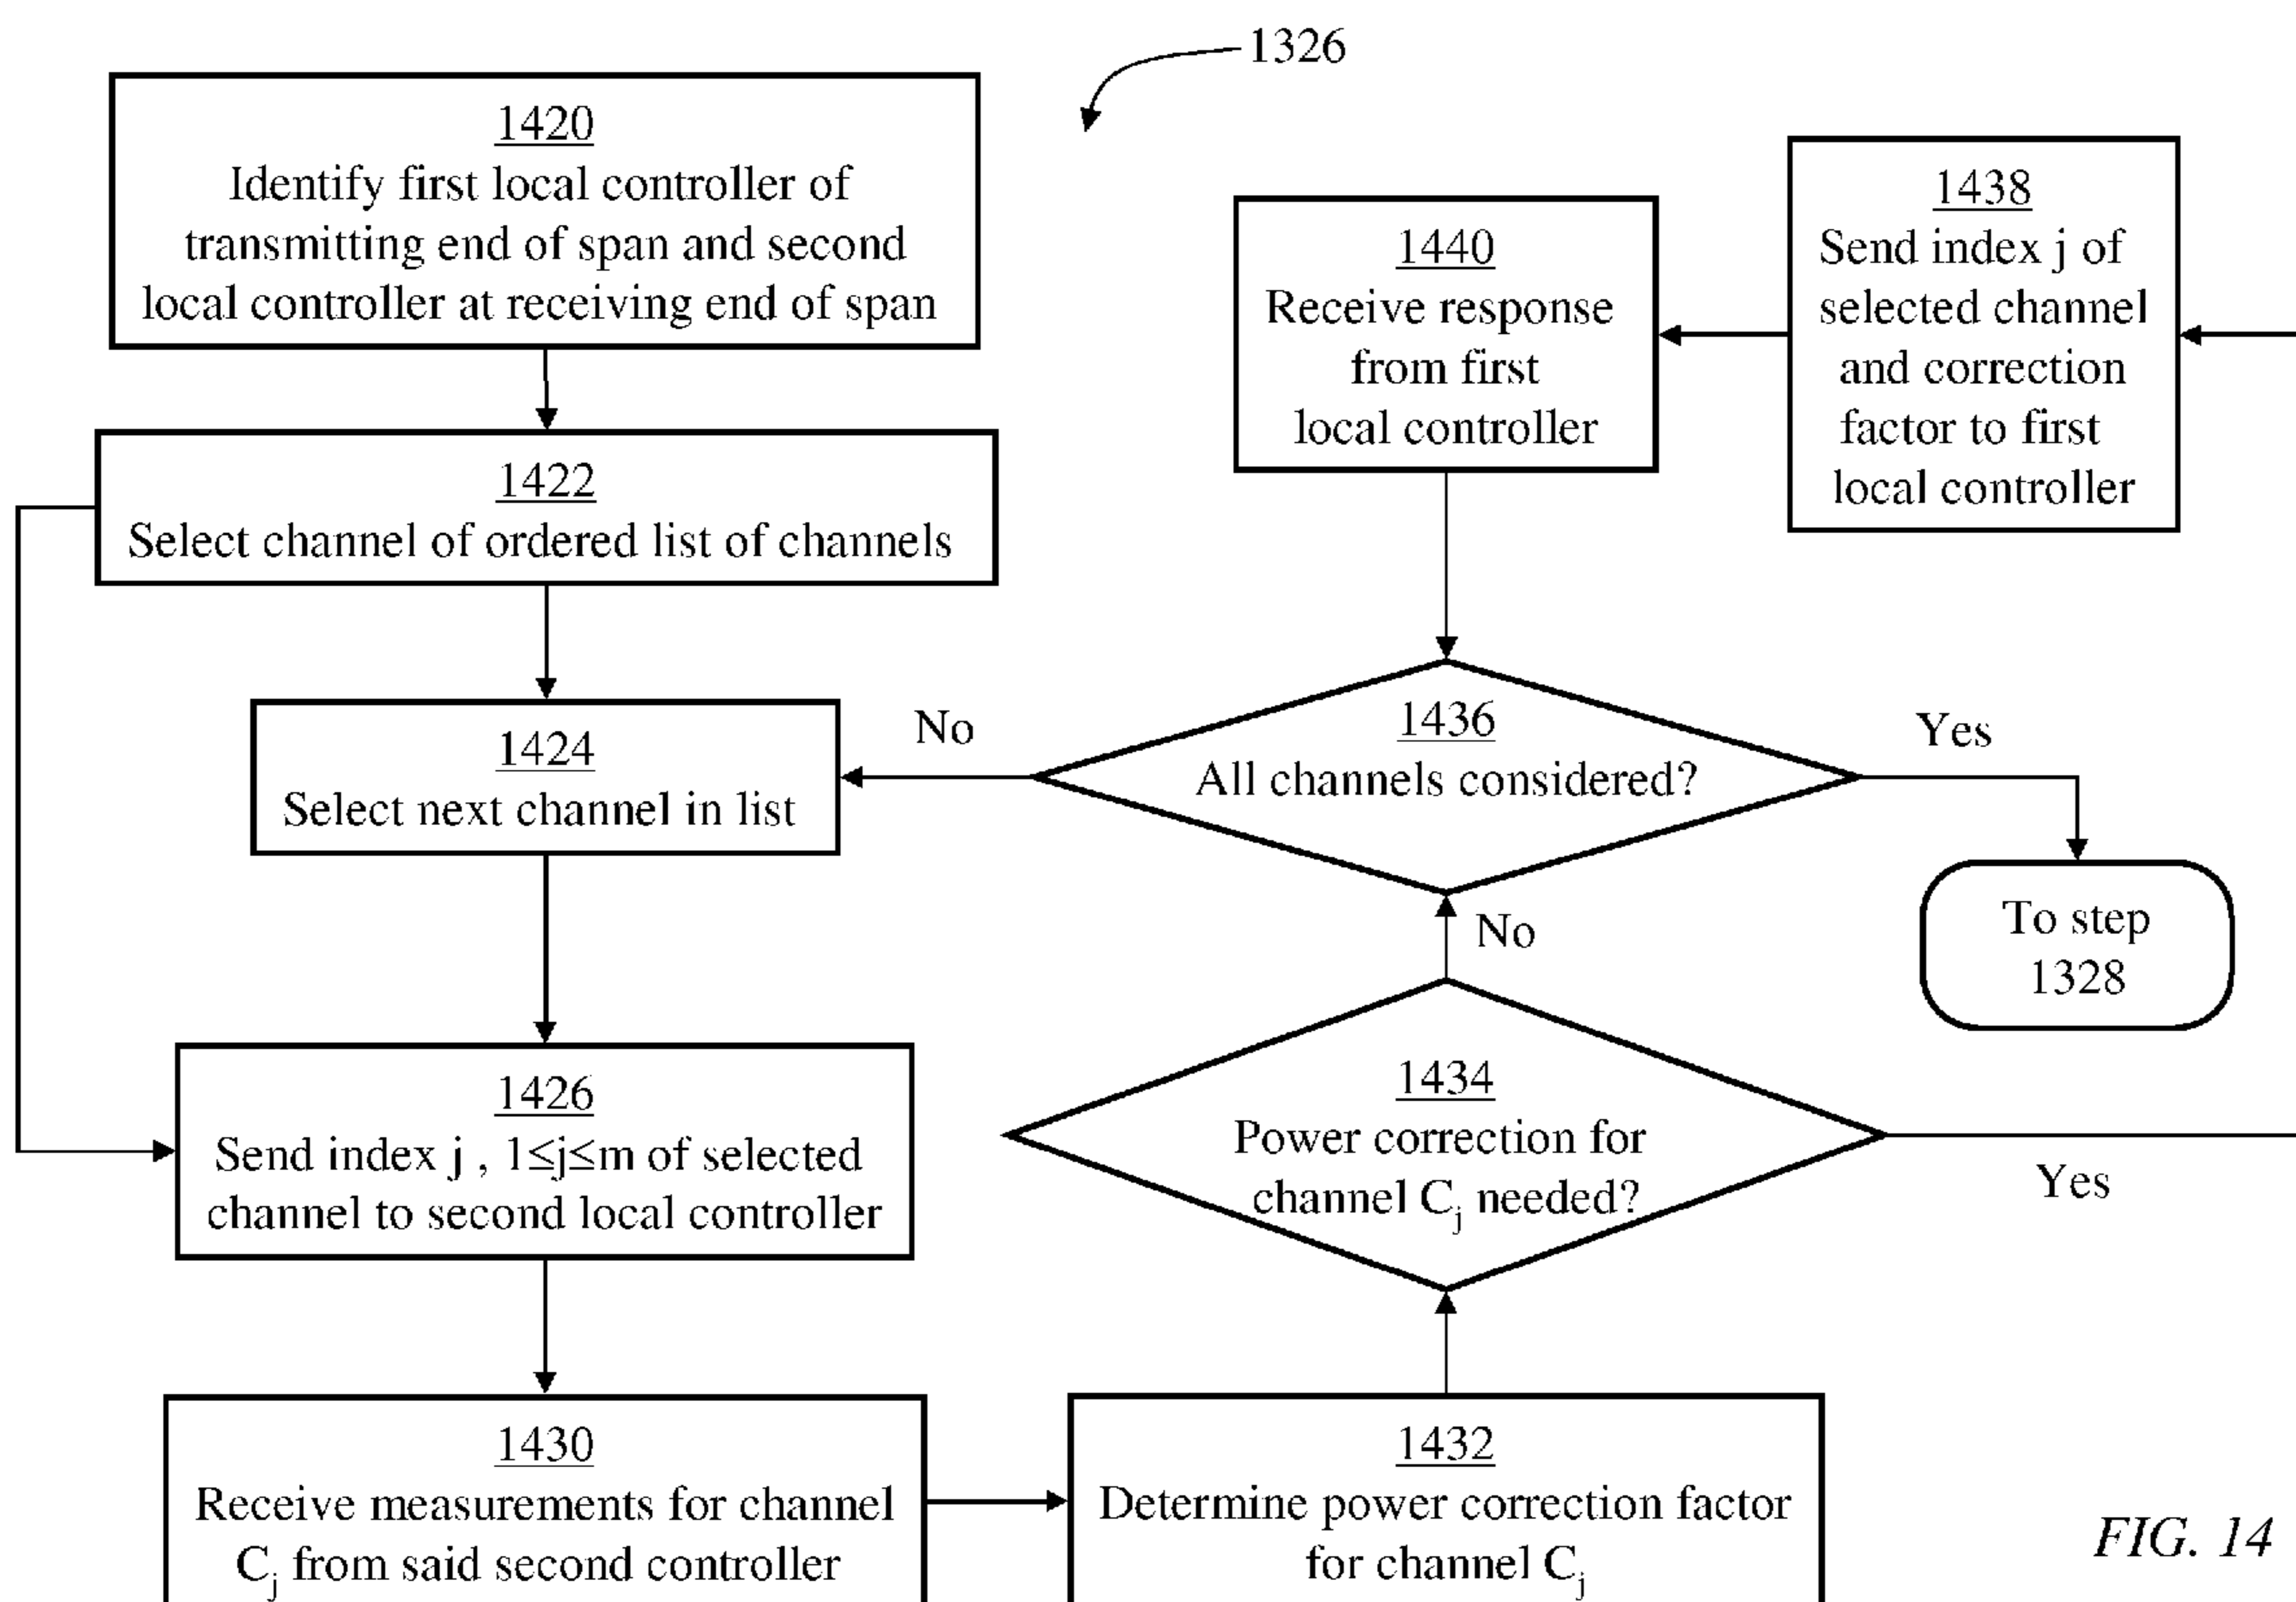 1326
1420
Identify first local controller of
transmitting end of span and second
local controller at receiving end of span
1422
Select channel of ordered list of channels
1424
Select next channel in list
1426
Send index j , 1≤j≤m of selected
channel to second local controller
1430
Receive measurements for channel
Cj from said second controller
1432
Determine power correction factor
for channel Cj
1434
Power correction for
channel Cj needed?
No
Yes
1436
All channels considered?
No
Yes
To step
1328
1438
Send index j of
selected channel
and correction
factor to first
local controller
1440
Receive response
from first
local controller
FIG. 14